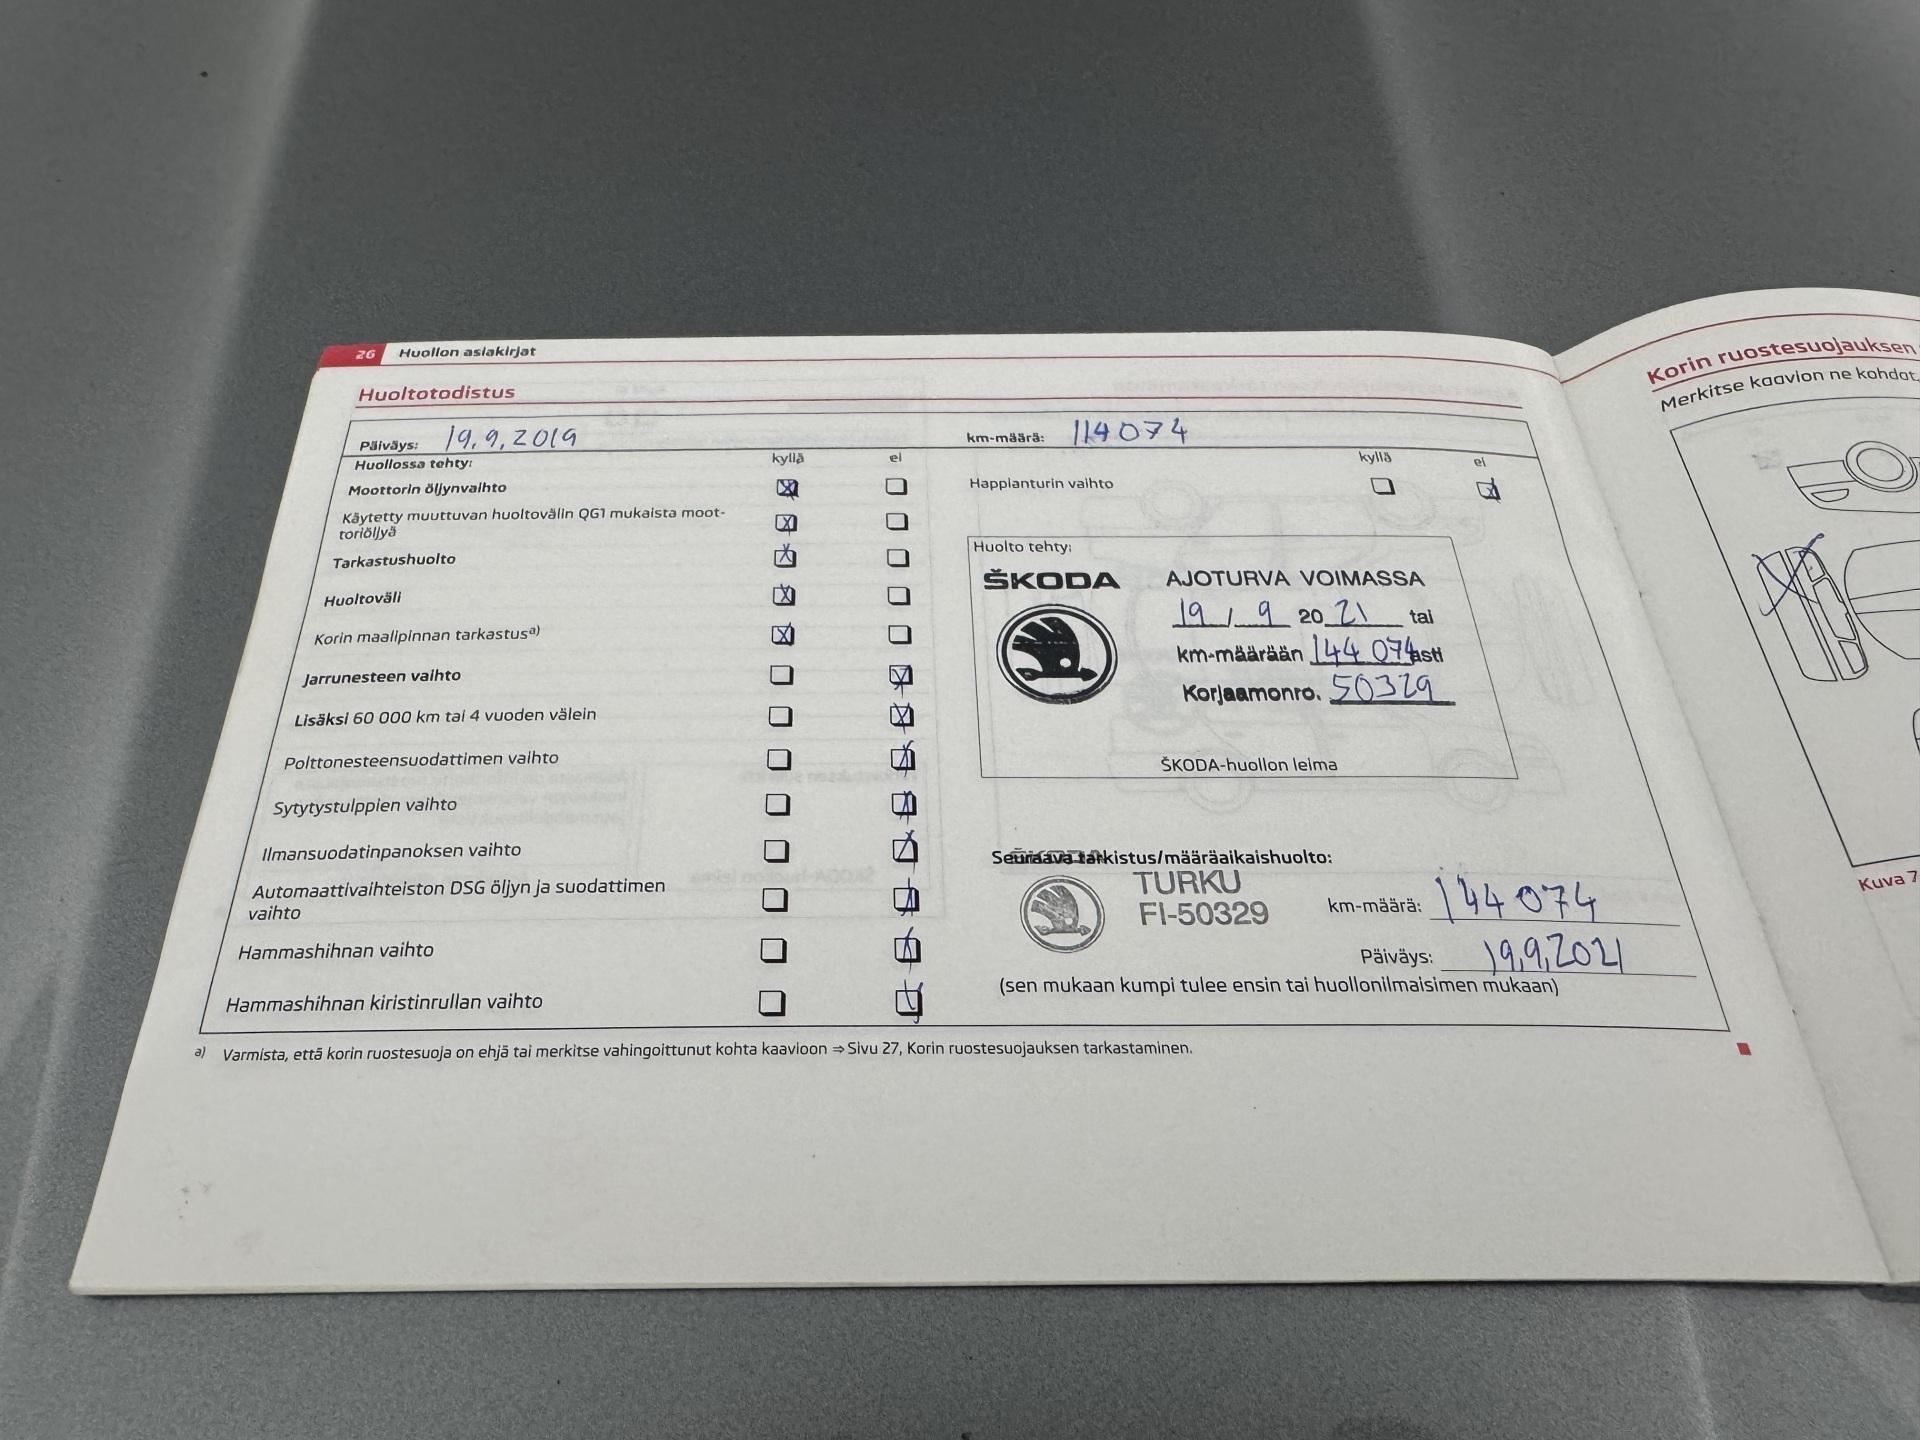 26 Huollon asiakirjat
Huoltotodistus
Päiväys: 19.9.2019 km-määrä: 114074
Huollossa tehty: kyllä ei
Moottorin öljynvaihto
Käytetty muuttuvan huoltovälin QG1 mukaista moot-
toriöljyä
Tarkastushuolto
Huoltoväli
Korin maalipinnan tarkastusa)
Jarrunesteen vaihto
Lisäksi 60 000 km tai 4 vuoden välein
Polttonesteensuodattimen vaihto
Sytytystulppien vaihto
Ilmansuodatinpanoksen vaihto
Automaattivaihteiston DSG öljyn ja suodattimen
vaihto
Hammashihnan vaihto
Hammashihnan kiristinrullan vaihto
kyllä ei
Happianturin vaihto
Huolto tehty:
ŠKODA AJOTURVA VOIMASSA
19 / 9 2021 tai
km-määrään 144 074 asti
Korjaamonro. 50329
ŠKODA-huollon leima
Seuraava tarkistus/määräaikaishuolto:
ŠKODA
TURKU
FI-50329
km-määrä: 144 074
Päiväys: 19.9.2021
(sen mukaan kumpi tulee ensin tai huollonilmaisimen mukaan)
a) Varmista, että korin ruostesuoja on ehjä tai merkitse vahingoittunut kohta kaavioon ⇒ Sivu 27, Korin ruostesuojauksen tarkastaminen.
Korin ruostesuojauksen
Merkitse kaavion ne kohdat,
Kuva 7